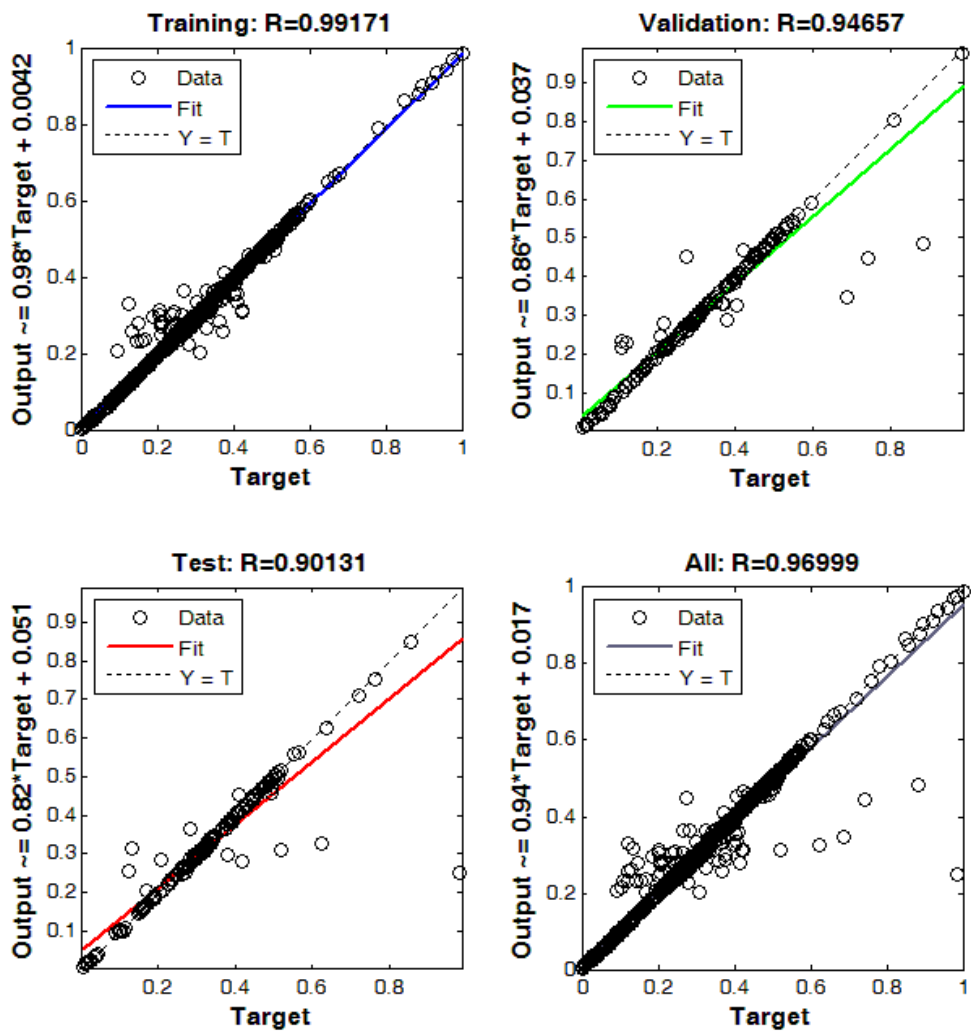 Training: R=0.99171
Output ~= 0.98*Target + 0.0042
1
0.8
0.6
0.4
0.2
0
Data
Fit
Y = T
0
0.2
0.4
0.6
0.8
1
Target
Validation: R=0.94657
Output ~= 0.86*Target + 0.037
0.9
0.8
0.7
0.6
0.5
0.4
0.3
0.2
0.1
Data
Fit
Y = T
0.2
0.4
0.6
0.8
Target
Test: R=0.90131
Output ~= 0.82*Target + 0.051
0.9
0.8
0.7
0.6
0.5
0.4
0.3
0.2
0.1
Data
Fit
Y = T
0.2
0.4
0.6
0.8
Target
All: R=0.96999
Output ~= 0.94*Target + 0.017
1
0.8
0.6
0.4
0.2
0
Data
Fit
Y = T
0
0.2
0.4
0.6
0.8
1
Target